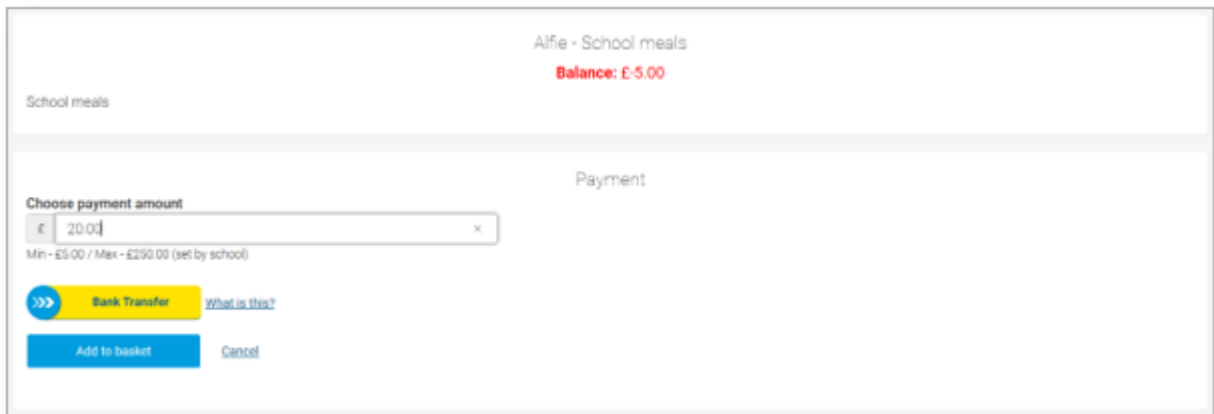 Alfie - School meals
Balance: £-5.00
School meals
Payment
Choose payment amount
£ 20.00 ×
Min - £5.00 / Max - £250.00 (set by school)
Bank Transfer What is this?
Add to basket Cancel